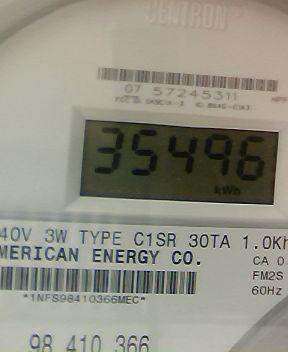 CENTRON
07 57245311
35496
kWh
40V 3W TYPE C1SR 30TA 1.0Kh
MERICAN ENERGY CO.
CA 0
FM2S
60Hz
*1NFS98410366MEC*
98 410 366